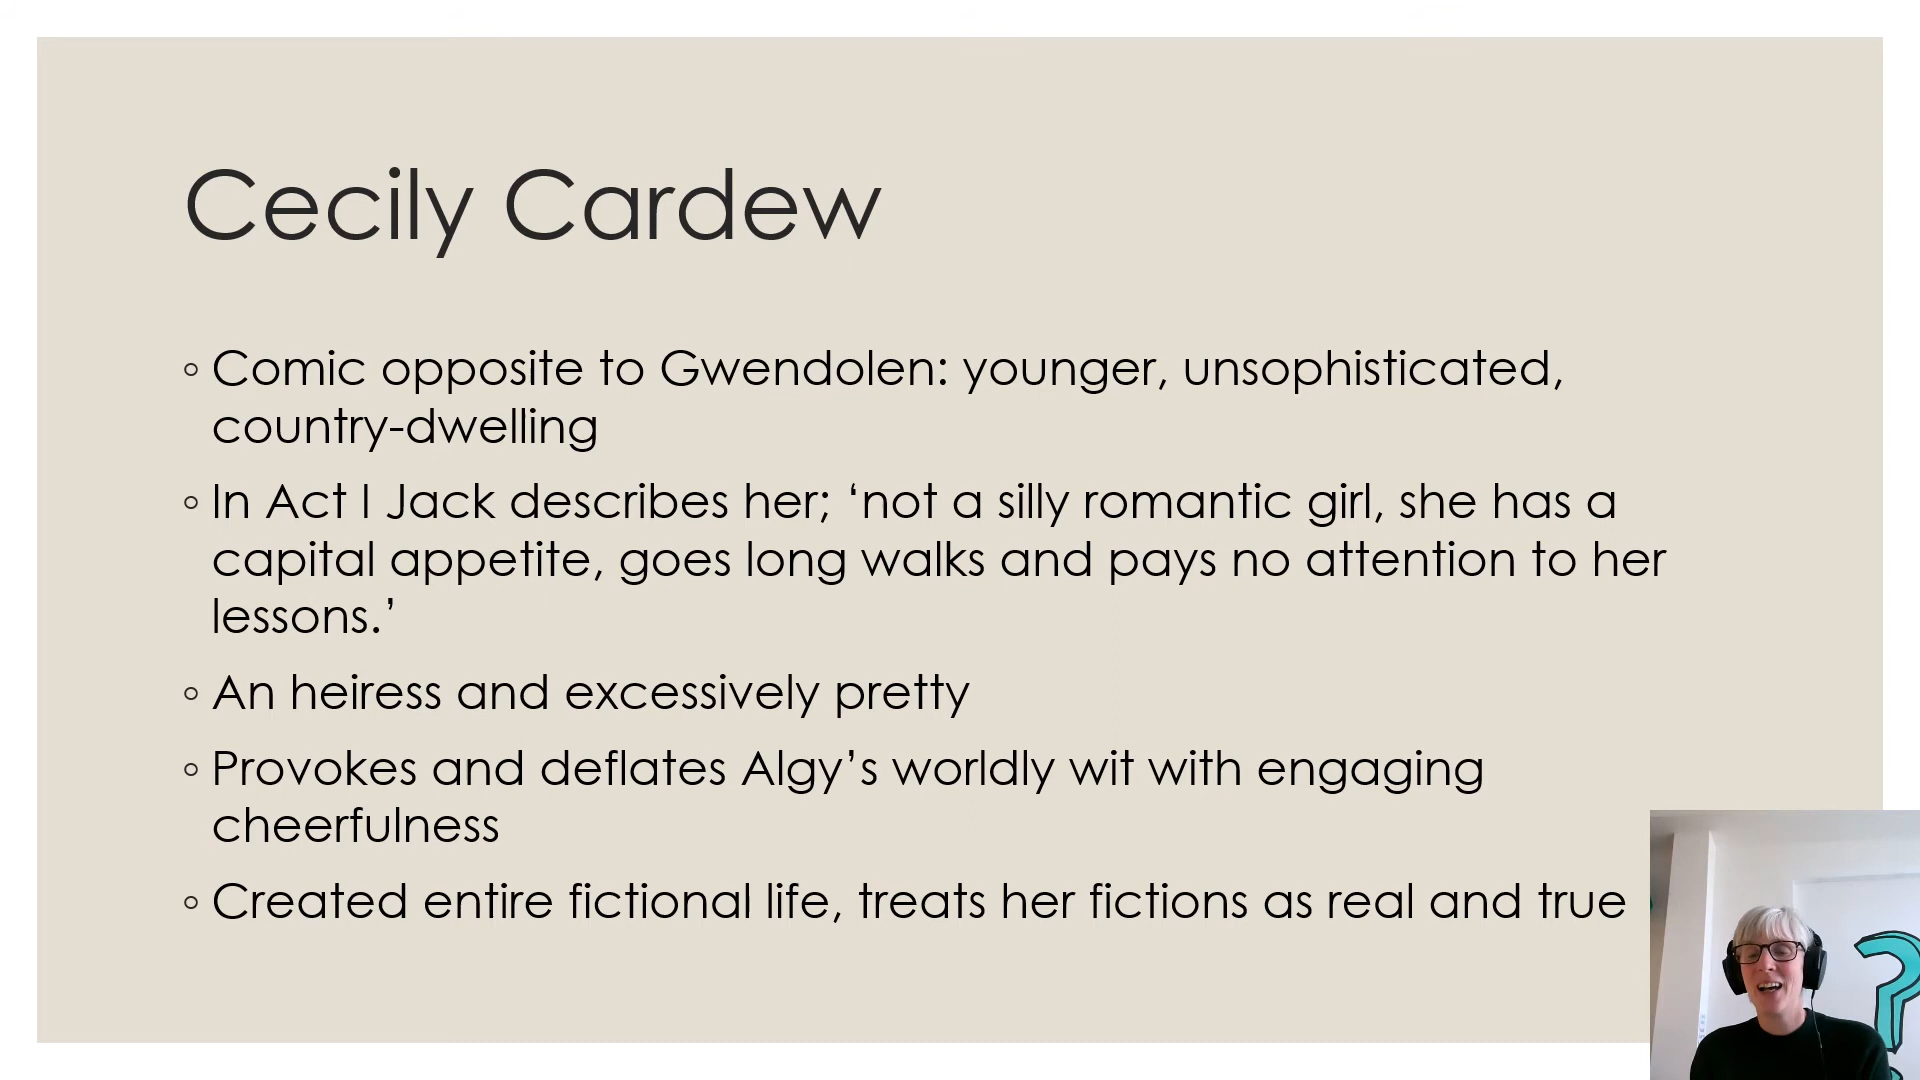 Cecily Cardew
◦ Comic opposite to Gwendolen: younger, unsophisticated,
country-dwelling
◦ In Act I Jack describes her; ‘not a silly romantic girl, she has a
capital appetite, goes long walks and pays no attention to her
lessons.’
◦ An heiress and excessively pretty
◦ Provokes and deflates Algy’s worldly wit with engaging
cheerfulness
◦ Created entire fictional life, treats her fictions as real and true
?